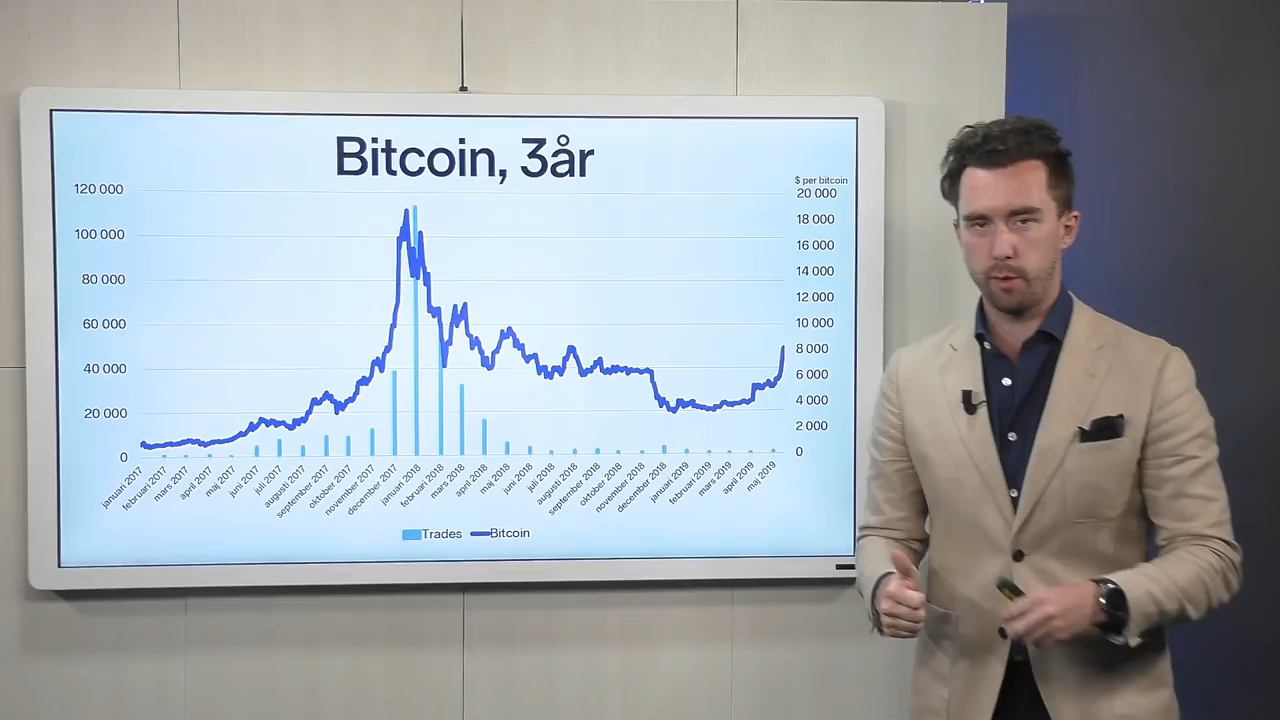 Bitcoin, 3år
$ per bitcoin
120 000
100 000
80 000
60 000
40 000
20 000
0
20 000
18 000
16 000
14 000
12 000
10 000
8 000
6 000
4 000
2 000
0
januari 2017
februari 2017
mars 2017
april 2017
maj 2017
juni 2017
juli 2017
augusti 2017
september 2017
oktober 2017
november 2017
december 2017
januari 2018
februari 2018
mars 2018
april 2018
maj 2018
juni 2018
juli 2018
augusti 2018
september 2018
oktober 2018
november 2018
december 2018
januari 2019
februari 2019
mars 2019
april 2019
maj 2019
Trades Bitcoin